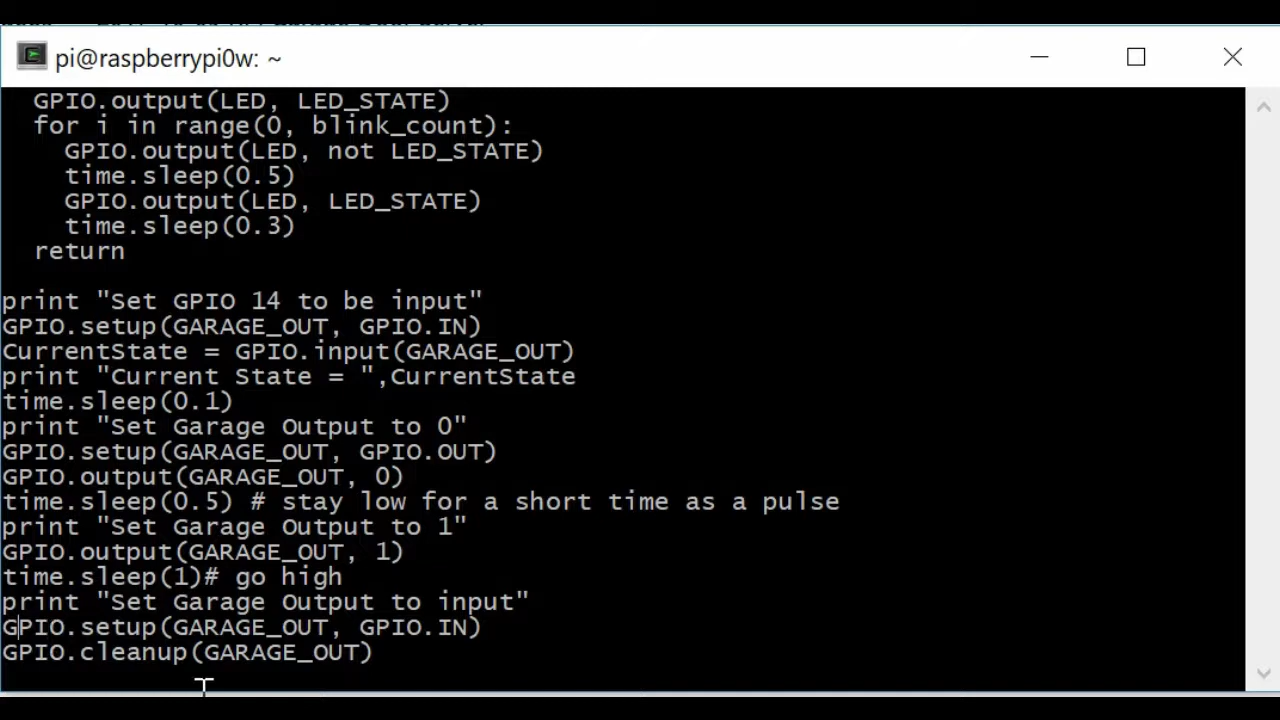 pi@raspberrypi0w: ~
GPIO.output(LED, LED_STATE)
for i in range(0, blink_count):
GPIO.output(LED, not LED_STATE)
time.sleep(0.5)
GPIO.output(LED, LED_STATE)
time.sleep(0.3)
return
print "Set GPIO 14 to be input"
GPIO.setup(GARAGE_OUT, GPIO.IN)
CurrentState = GPIO.input(GARAGE_OUT)
print "Current State = ",CurrentState
time.sleep(0.1)
print "Set Garage Output to 0"
GPIO.setup(GARAGE_OUT, GPIO.OUT)
GPIO.output(GARAGE_OUT, 0)
time.sleep(0.5) # stay low for a short time as a pulse
print "Set Garage Output to 1"
GPIO.output(GARAGE_OUT, 1)
time.sleep(1)# go high
print "Set Garage Output to input"
GPIO.setup(GARAGE_OUT, GPIO.IN)
GPIO.cleanup(GARAGE_OUT)